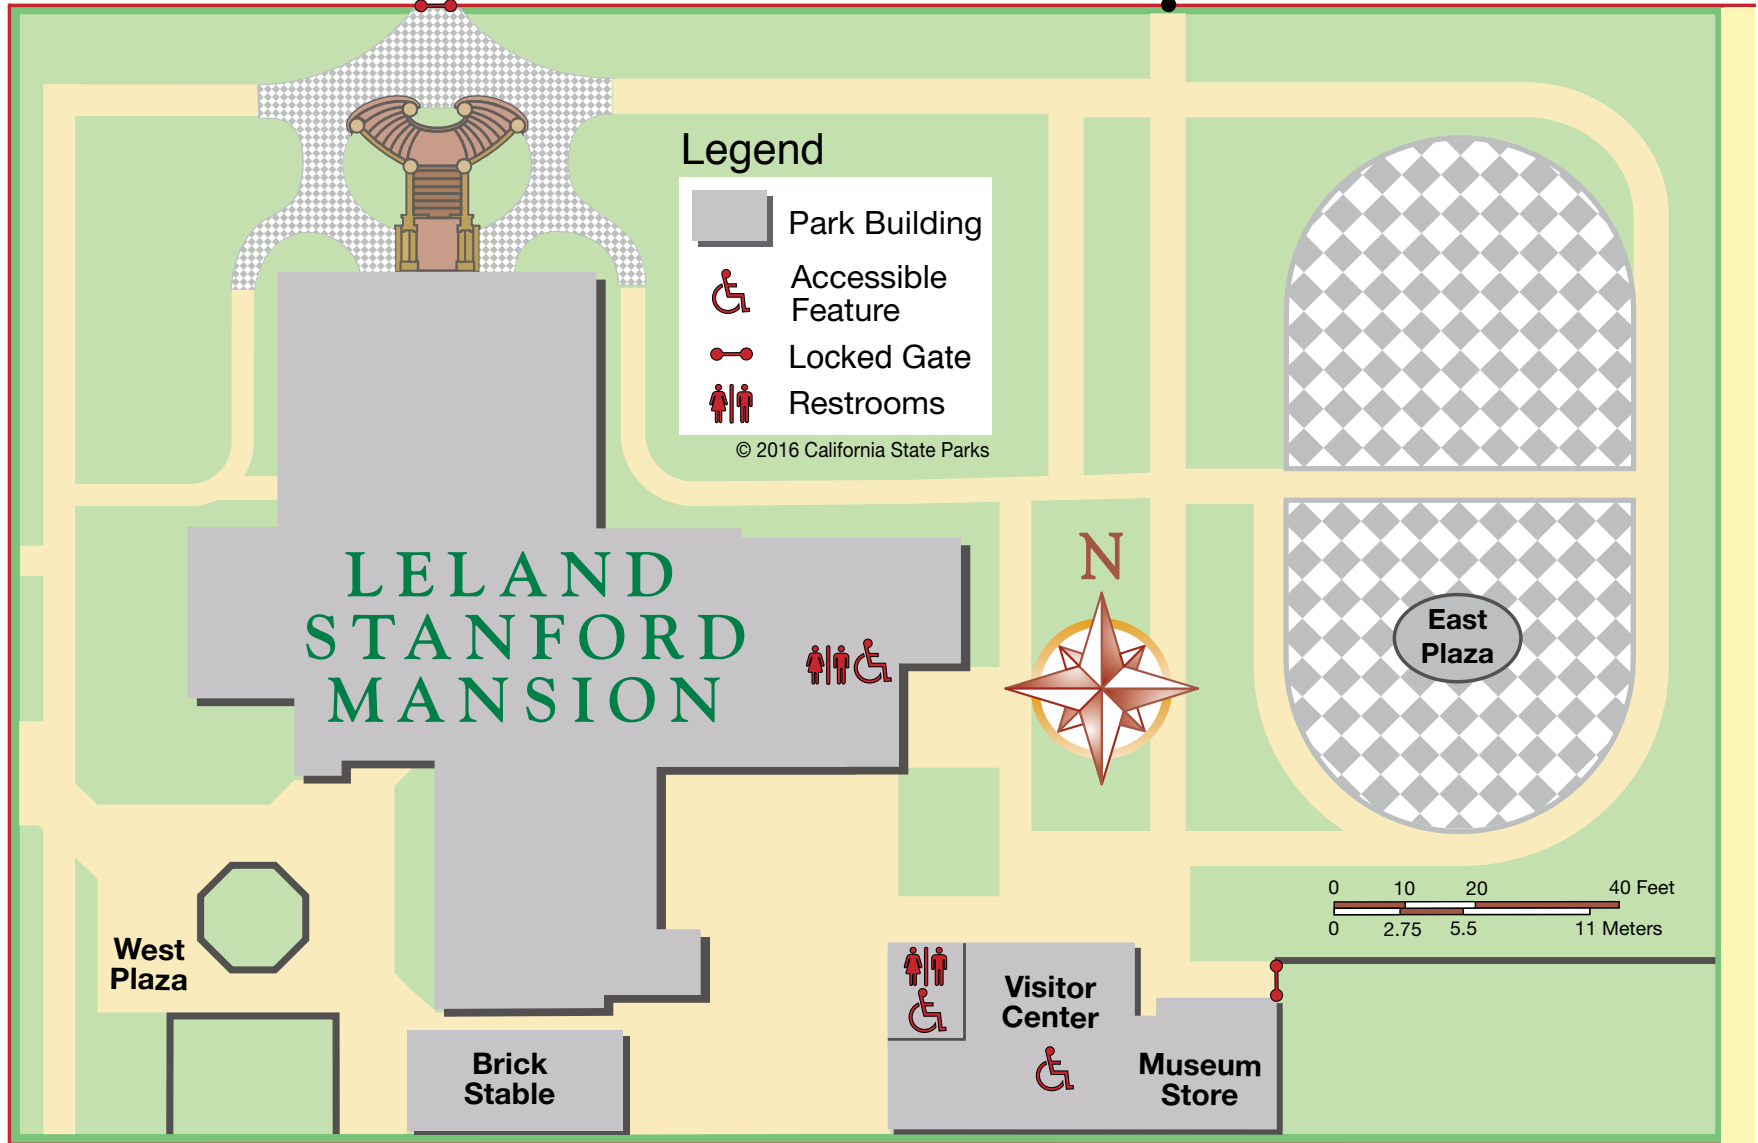 Legend
Park Building
Accessible
Feature
Locked Gate
Restrooms
© 2016 California State Parks
LELAND
STANFORD
MANSION
N
East
Plaza
0 10 20 40 Feet
0 2.75 5.5 11 Meters
West
Plaza
Visitor
Center
Brick
Stable
Museum
Store